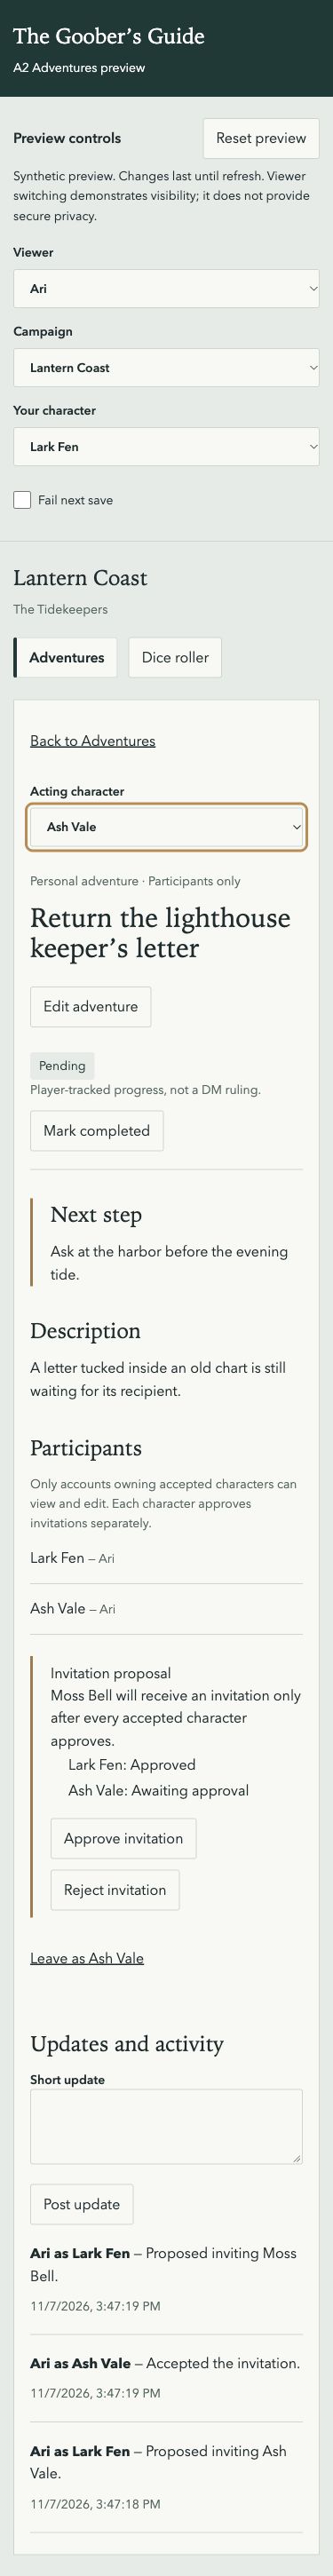 The Goober’s Guide
A2 Adventures preview
Preview controls
Reset preview
Synthetic preview. Changes last until refresh. Viewer
switching demonstrates visibility; it does not provide
secure privacy.
Viewer
Ari
Campaign
Lantern Coast
Your character
Lark Fen
Fail next save
Lantern Coast
The Tidekeepers
Adventures
Dice roller
Back to Adventures
Acting character
Ash Vale
Personal adventure · Participants only
Return the lighthouse
keeper’s letter
Edit adventure
Pending
Player-tracked progress, not a DM ruling.
Mark completed
Next step
Ask at the harbor before the evening
tide.
Description
A letter tucked inside an old chart is still
waiting for its recipient.
Participants
Only accounts owning accepted characters can
view and edit. Each character approves
invitations separately.
Lark Fen – Ari
Ash Vale – Ari
Invitation proposal
Moss Bell will receive an invitation only
after every accepted character
approves.
Lark Fen: Approved
Ash Vale: Awaiting approval
Approve invitation
Reject invitation
Leave as Ash Vale
Updates and activity
Short update
Post update
Ari as Lark Fen – Proposed inviting Moss
Bell.
11/7/2026, 3:47:19 PM
Ari as Ash Vale – Accepted the invitation.
11/7/2026, 3:47:19 PM
Ari as Lark Fen – Proposed inviting Ash
Vale.
11/7/2026, 3:47:18 PM